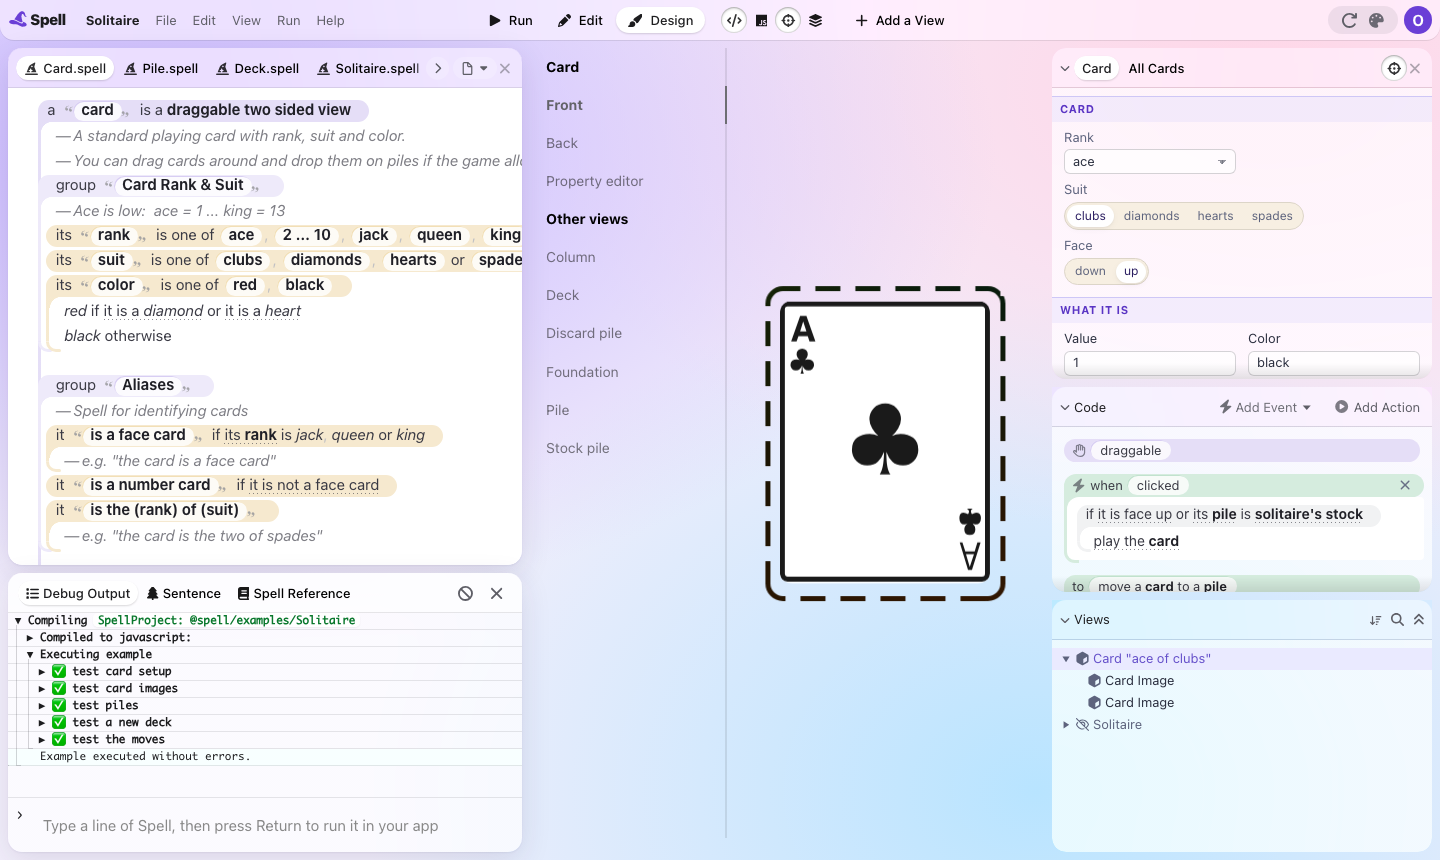 Spell Solitaire File Edit View Run Help Run Edit Design JS Add a View O
Card.spell Pile.spell Deck.spell Solitaire.spell
a “ card „ is a draggable two sided view
— A standard playing card with rank, suit and color.
— You can drag cards around and drop them on piles if the game allo
group “ Card Rank & Suit „
— Ace is low: ace = 1 ... king = 13
its “ rank „ is one of ace , 2 ... 10 , jack , queen , king
its “ suit „ is one of clubs , diamonds , hearts or spade
its “ color „ is one of red , black
red if it is a diamond or it is a heart
black otherwise
group “ Aliases „
— Spell for identifying cards
it “ is a face card „ if its rank is jack, queen or king
— e.g. "the card is a face card"
it “ is a number card „ if it is not a face card
it “ is the (rank) of (suit) „
— e.g. "the card is the two of spades"
Debug Output Sentence Spell Reference
Compiling SpellProject: @spell/examples/Solitaire
Compiled to javascript:
Executing example
test card setup
test card images
test piles
test a new deck
test the moves
Example executed without errors.
Type a line of Spell, then press Return to run it in your app
Card
Front
Back
Property editor
Other views
Column
Deck
Discard pile
Foundation
Pile
Stock pile
A
A
Card All Cards
CARD
Rank
ace
Suit
clubs diamonds hearts spades
Face
down up
WHAT IT IS
Value Color
1 black
Code Add Event Add Action
draggable
when clicked
if it is face up or its pile is solitaire's stock
play the card
to move a card to a pile
Views
Card "ace of clubs"
Card Image
Card Image
Solitaire